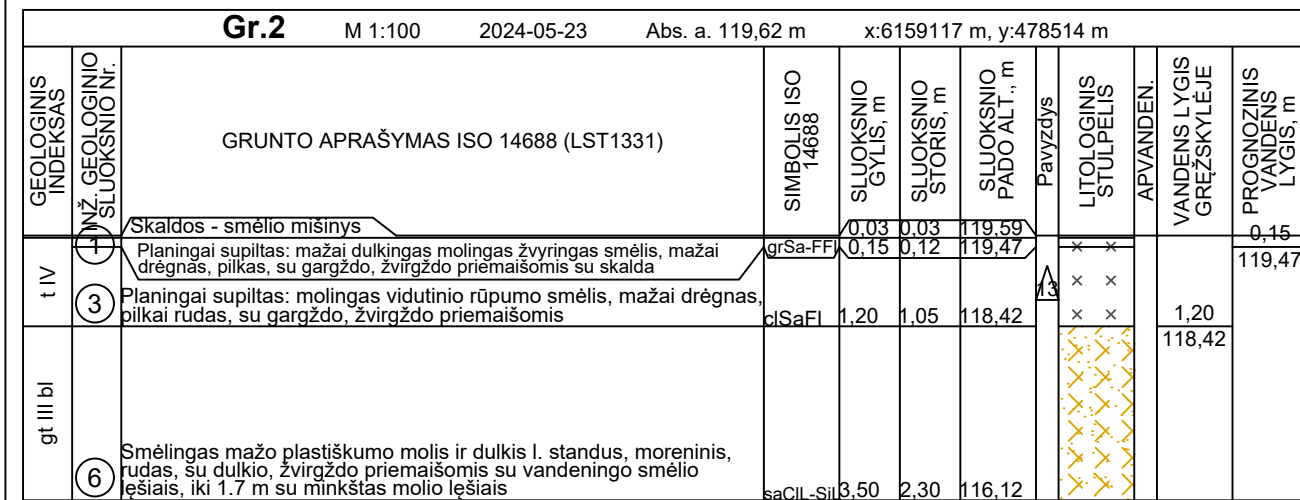 Gr.2 M 1:100 2024-05-23 Abs. a. 119,62 m x:6159117 m, y:478514 m
GEOLOGINIS
INDEKSAS
INŽ. GEOLOGINIO
SLUOKSNIO Nr.
GRUNTO APRAŠYMAS ISO 14688 (LST1331)
SIMBOLIS ISO
14688
SLUOKSNIO
GYLIS, m
SLUOKSNIO
STORIS, m
SLUOKSNIO
PADO ALT., m
Pavyzdys
LITOLOGINIS
STULPELIS
APVANDEN.
VANDENS LYGIS
GRĘŽSKYLĖJE
PROGNOZINIS
VANDENS
LYGIS, m
Skaldos - smėlio mišinys 0,03 0,03 119,59
0,15
119,47
t IV
1
Planingai supiltas: mažai dulkingas molingas žvyringas smėlis, mažai
drėgnas, pilkas, su gargždo, žvirgždo priemaišomis su skalda
grSa-FFl 0,15 0,12 119,47
3
Planingai supiltas: molingas vidutinio rūpumo smėlis, mažai drėgnas,
pilkai rudas, su gargždo, žvirgždo priemaišomis
clSaFl 1,20 1,05 118,42
13
1,20
118,42
gt III bl
6
Smėlingas mažo plastiškumo molis ir dulkis l. standus, moreninis,
rudas, su dulkio, žvirgždo priemaišomis su vandeningo smėlio
lęšiais, iki 1.7 m su minkštas molio lęšiais
saClL-SiL 3,50 2,30 116,12